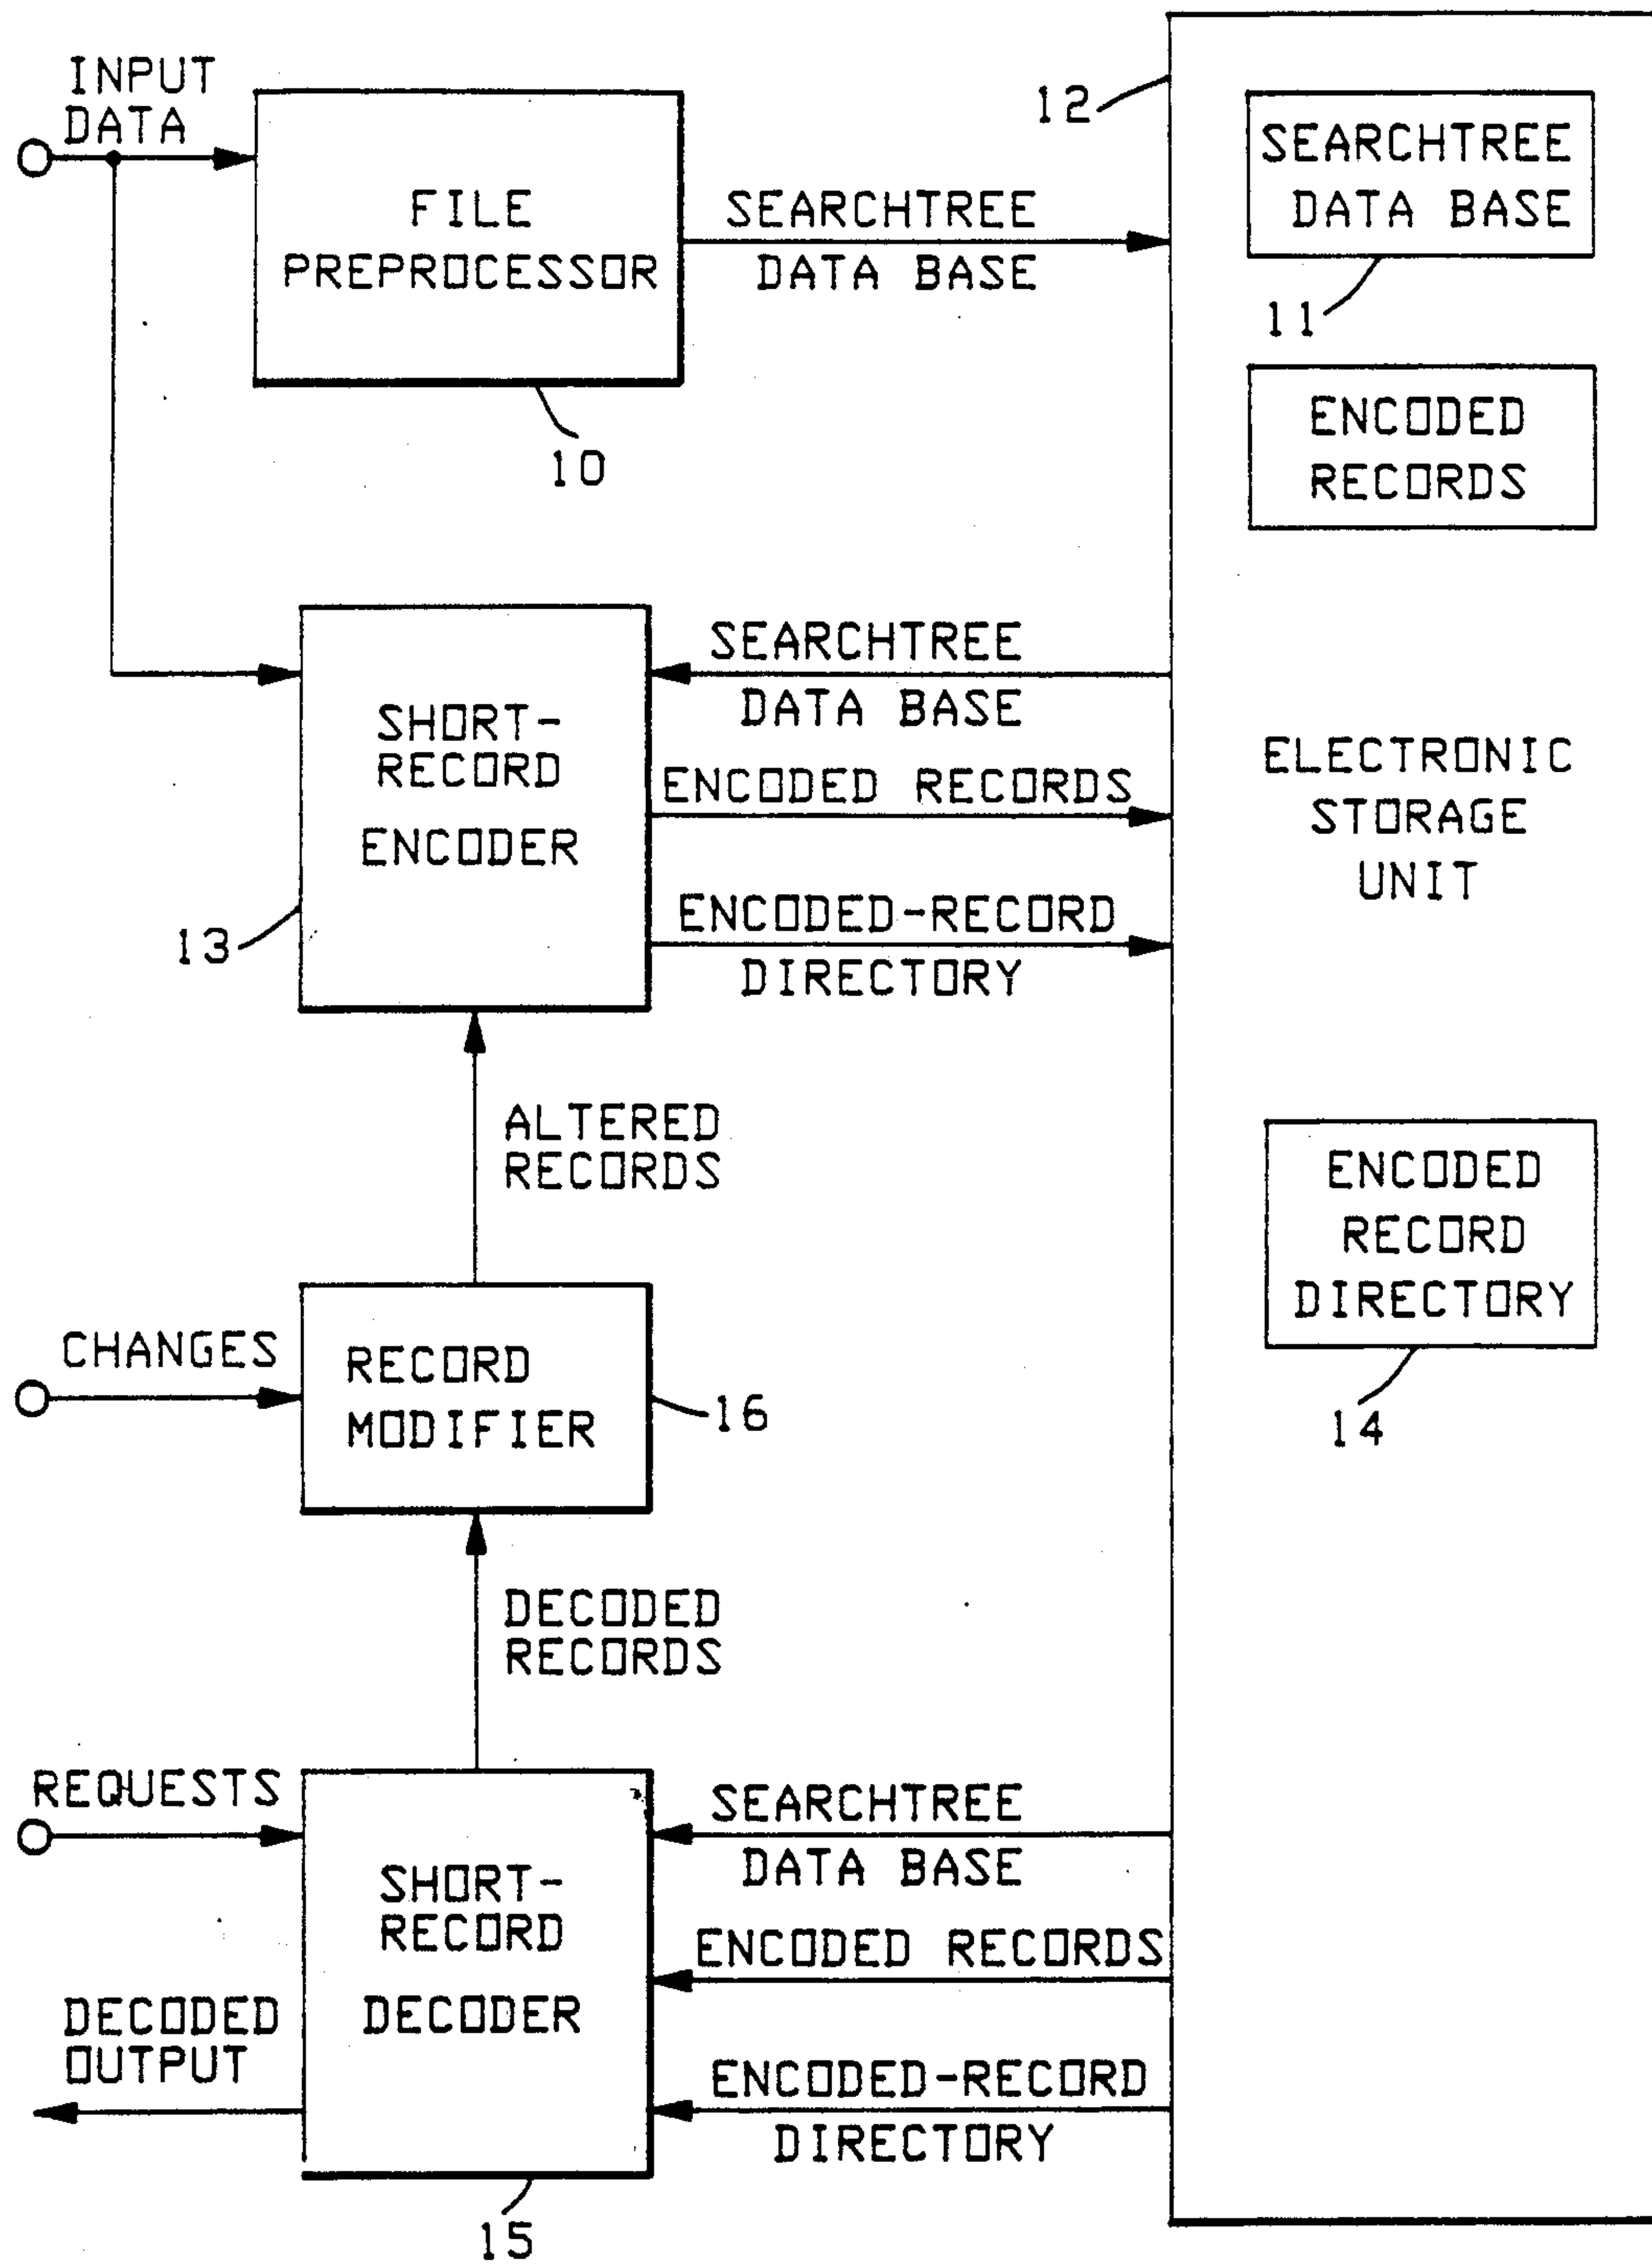 INPUT
DATA
FILE
PREPROCESSOR
10
SEARCHTREE
DATA BASE
12
SEARCHTREE
DATA BASE
11
ENCODED
RECORDS
SHORT-
RECORD
ENCODER
13
SEARCHTREE
DATA BASE
ENCODED RECORDS
ENCODED-RECORD
DIRECTORY
ELECTRONIC
STORAGE
UNIT
ALTERED
RECORDS
ENCODED
RECORD
DIRECTORY
14
CHANGES
RECORD
MODIFIER
16
DECODED
RECORDS
REQUESTS
SHORT-
RECORD
DECODER
15
SEARCHTREE
DATA BASE
ENCODED RECORDS
ENCODED-RECORD
DIRECTORY
DECODED
OUTPUT